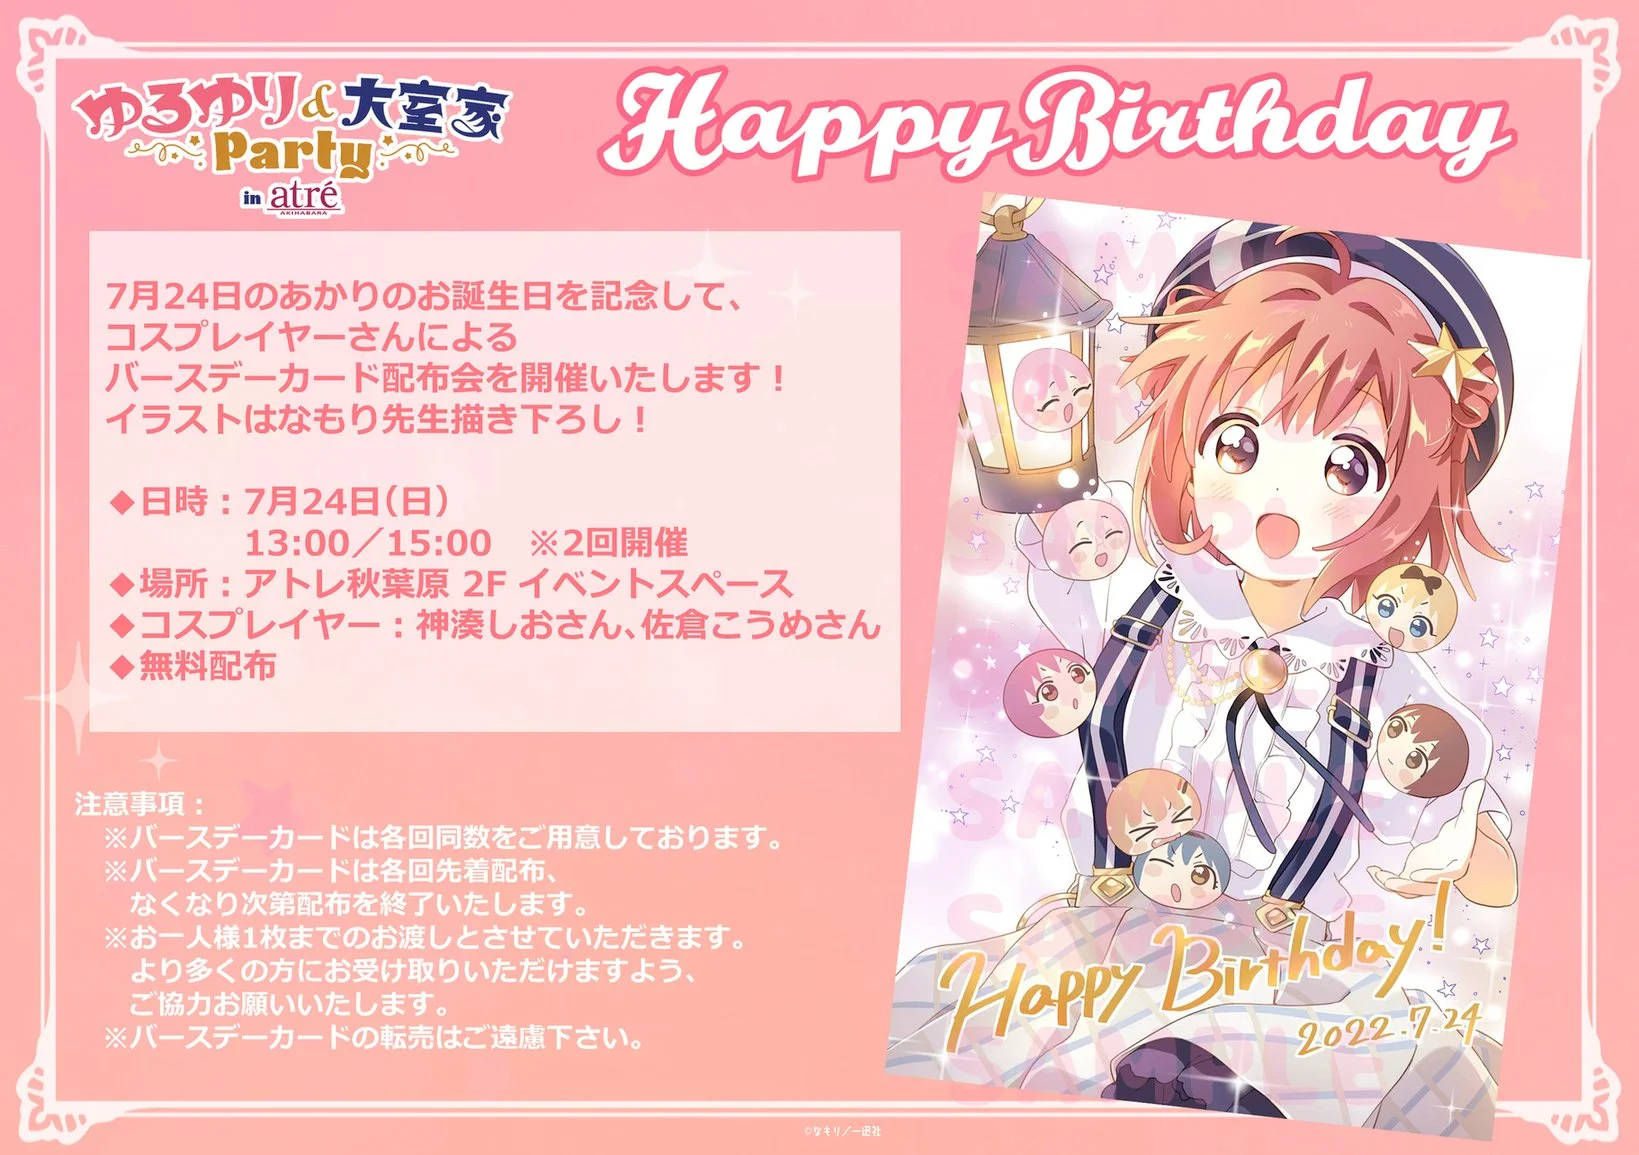 ゆるゆり&大室家
Party
in atré
AKIHABARA
Happy Birthday
7月24日のあかりのお誕生日を記念して、
コスプレイヤーさんによる
バースデーカード配布会を開催いたします！
イラストはなもり先生描き下ろし！
◆日時：7月24日(日)
13:00／15:00　※2回開催
◆場所：アトレ秋葉原 2F イベントスペース
◆コスプレイヤー：神湊しおさん、佐倉こうめさん
◆無料配布
注意事項：
※バースデーカードは各回同数をご用意しております。
※バースデーカードは各回先着配布、
なくなり次第配布を終了いたします。
※お一人様1枚までのお渡しとさせていただきます。
より多くの方にお受け取りいただけますよう、
ご協力お願いいたします。
※バースデーカードの転売はご遠慮下さい。
SAMPLE
SAMPLE
SAMPLE
SAMPLE
SAMPLE
SAMPLE
SAMPLE
Happy Birthday!
2022.7.24
©なもり／一迅社